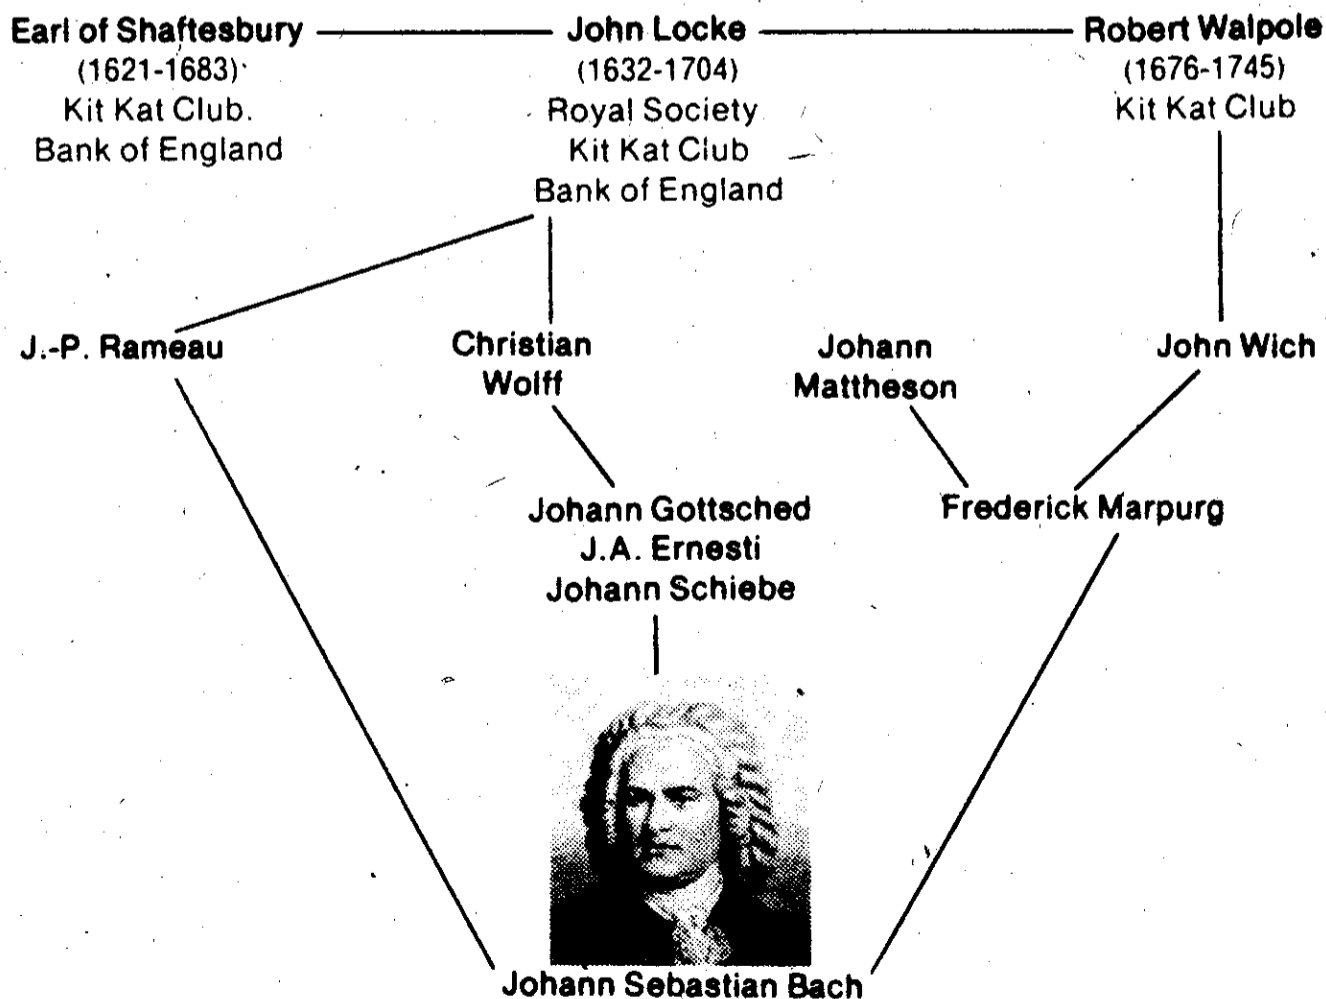 Earl of Shaftesbury John Locke Robert Walpole
(1621-1683) (1632-1704) (1676-1745)
Kit Kat Club. Royal Society Kit Kat Club
Bank of England Kit Kat Club
Bank of England
J.-P. Rameau Christian Johann John Wich
Wolff Mattheson
Johann Gottsched Frederick Marpurg
J.A. Ernesti
Johann Schiebe
Johann Sebastian Bach